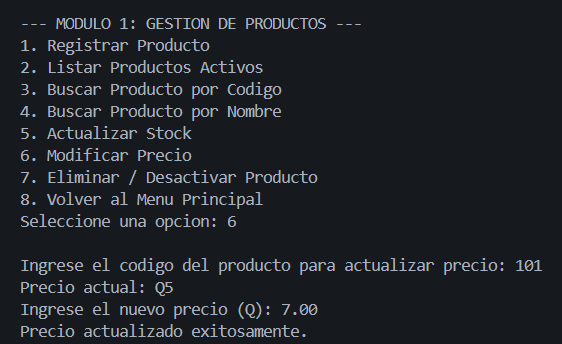 --- MODULO 1: GESTION DE PRODUCTOS ---
1. Registrar Producto
2. Listar Productos Activos
3. Buscar Producto por Codigo
4. Buscar Producto por Nombre
5. Actualizar Stock
6. Modificar Precio
7. Eliminar / Desactivar Producto
8. Volver al Menu Principal
Seleccione una opcion: 6

Ingrese el codigo del producto para actualizar precio: 101
Precio actual: Q5
Ingrese el nuevo precio (Q): 7.00
Precio actualizado exitosamente.